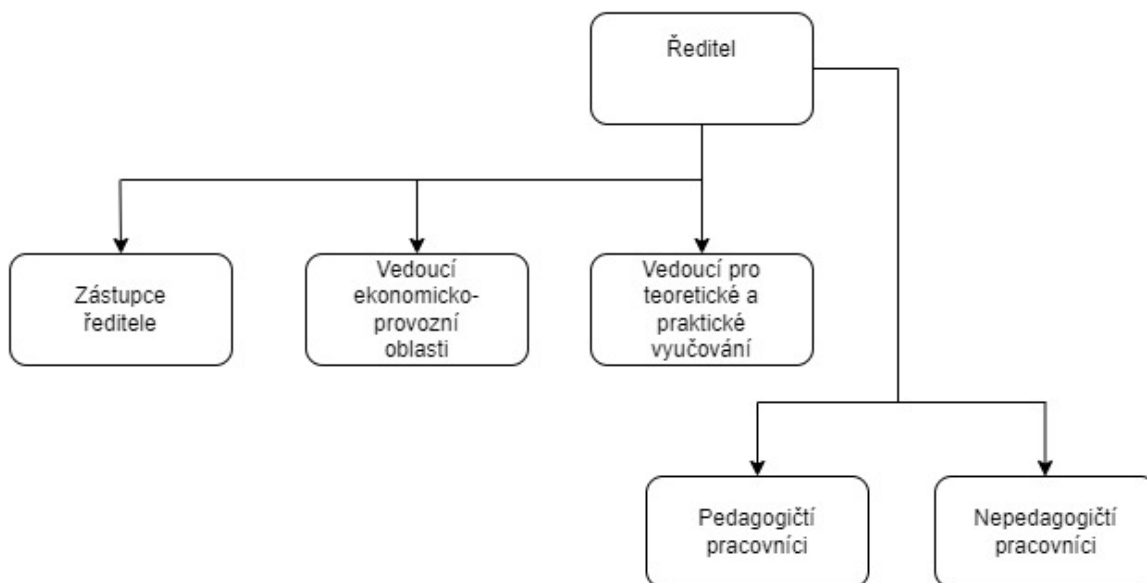 Ředitel
Zástupce
ředitele
Vedoucí
ekonomicko-
provozní
oblasti
Vedoucí pro
teoretické a
praktické
vyučování
Pedagogičtí
pracovníci
Nepedagogičtí
pracovníci